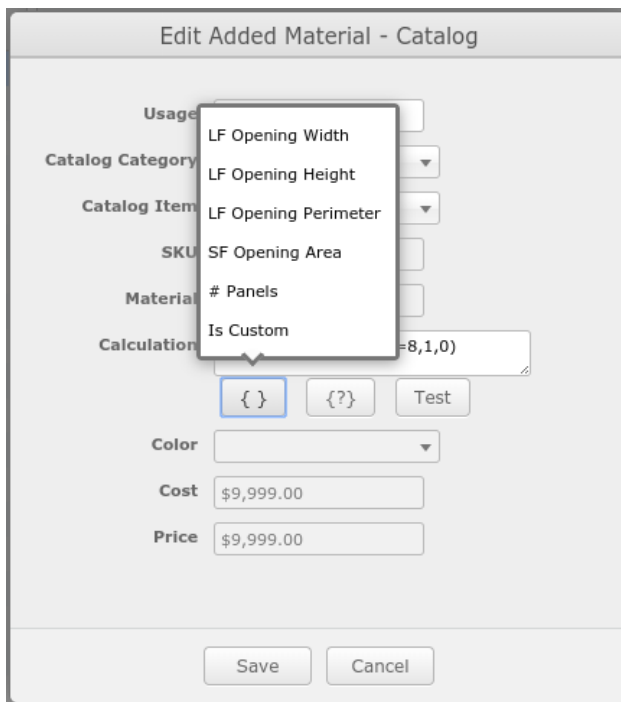 Edit Added Material - Catalog
Usage
LF Opening Width
Catalog Category
LF Opening Height
Catalog Item
LF Opening Perimeter
SKU
SF Opening Area
Material
# Panels
Is Custom
Calculation
=8,1,0)
{ }
{?}
Test
Color
Cost
$9,999.00
Price
$9,999.00
Save
Cancel